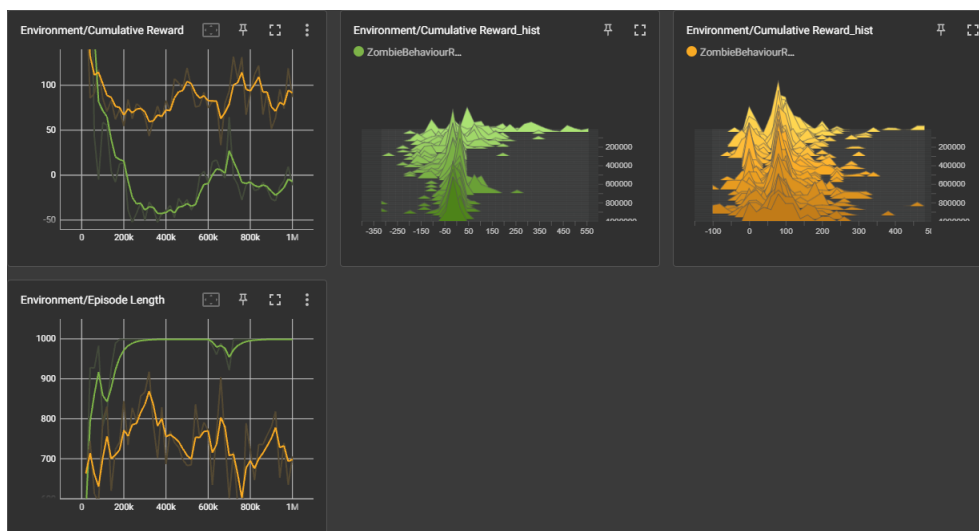 Environment/Cumulative Reward
100
50
0
-50
0 200k 400k 600k 800k 1M
Environment/Cumulative Reward_hist
ZombieBehaviourR...
200000
400000
600000
800000
-350 -250 -150 -50 50 150 250 350 450 550
Environment/Cumulative Reward_hist
ZombieBehaviourR...
200000
400000
600000
800000
-100 0 100 200 300 400
Environment/Episode Length
1000
900
800
700
0 200k 400k 600k 800k 1M